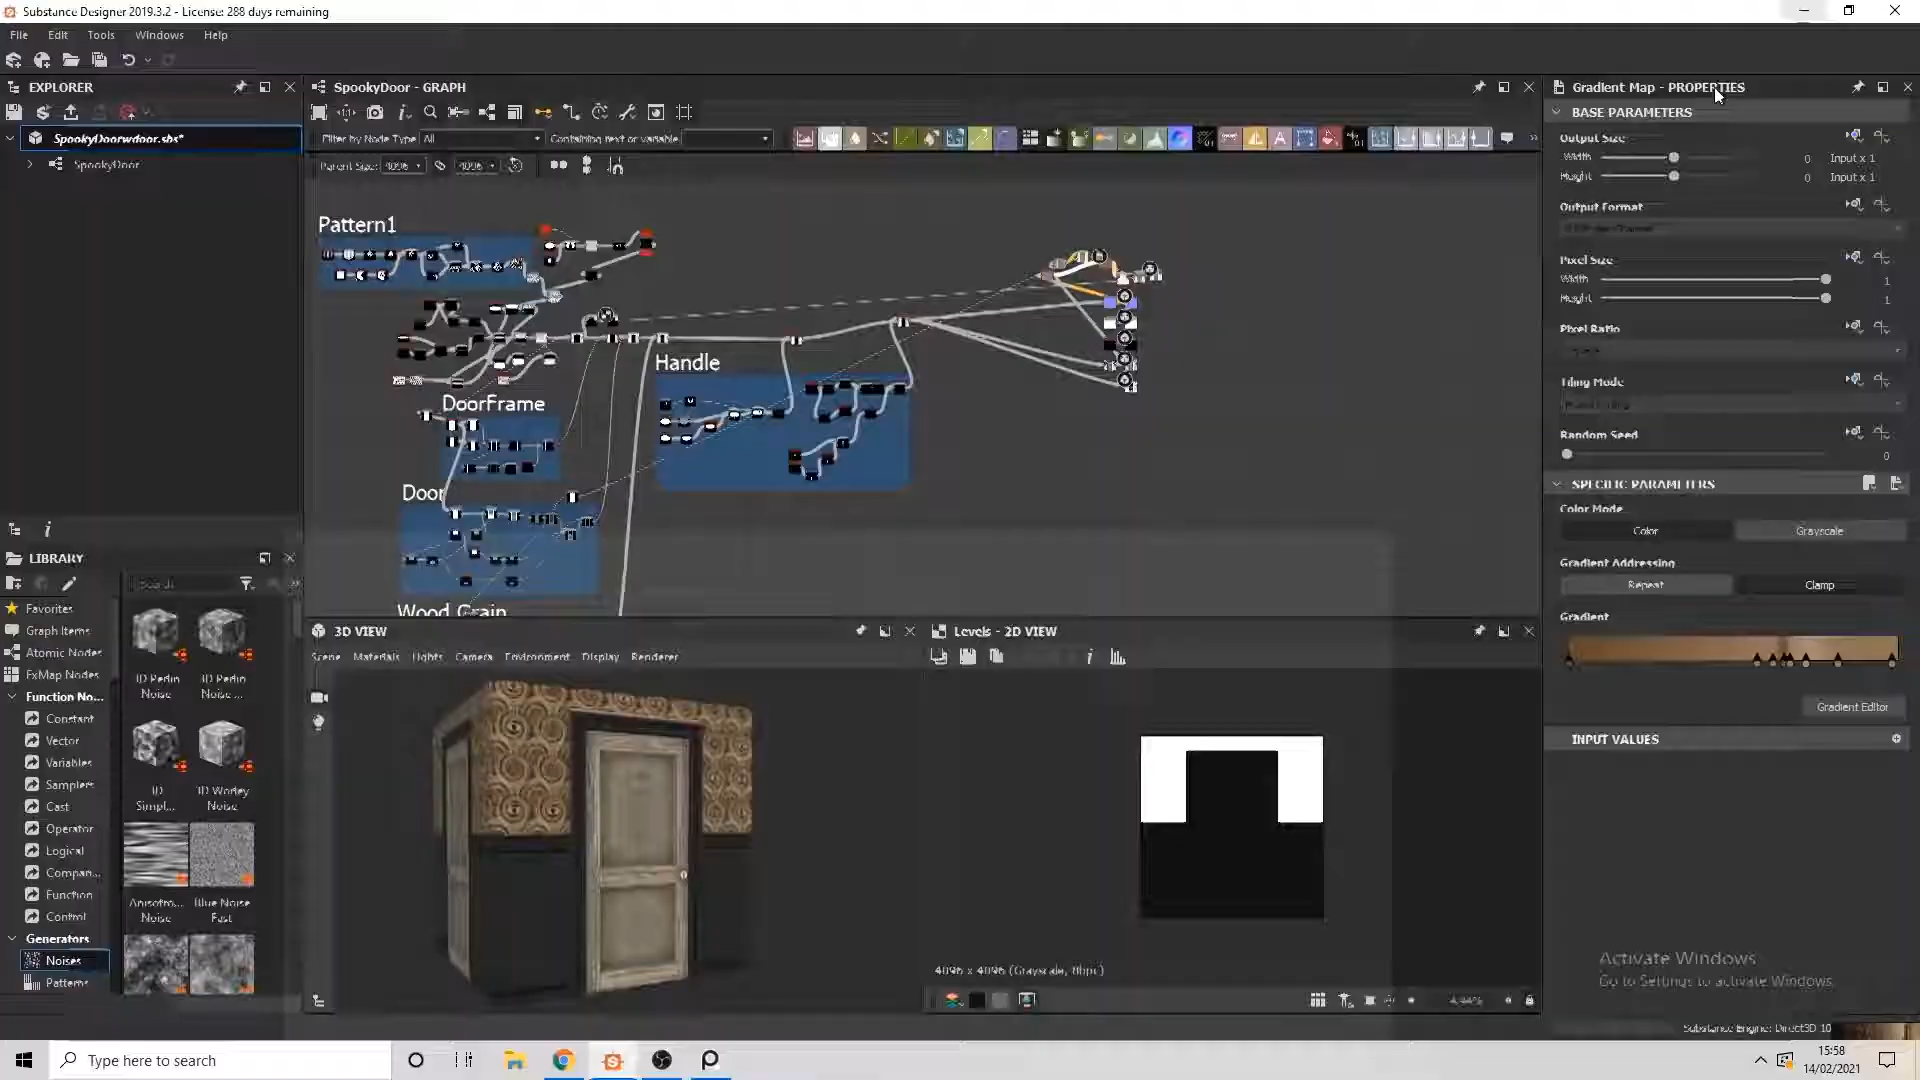 Substance Designer 2019.3.2 - License: 288 days remaining
File Edit Tools Windows Help
EXPLORER
SpookyDoorwdoor.sbs*
SpookyDoor
SpookyDoor - GRAPH
Filter by Node Type All Containing text or variable
Parent Size: 4096 4096
Pattern1
Handle
DoorFrame
Door
Wood Grain
LIBRARY
Favorites
Graph Items
Atomic Nodes
FxMap Nodes
Function No...
Constant
Vector
Variables
Samplers
Cast
Operator
Logical
Compari...
Function
Control
Generators
Noises
Patterns
3D Perlin Noise
3D Perlin Noise ...
3D Simpl...
3D Worley Noise
Anisotro... Noise
Blue Noise Fast
3D VIEW
Scene Materials Lights Camera Environment Display Renderer
Levels - 2D VIEW
4096 x 4096 (Grayscale, 8bpc)
Gradient Map - PROPERTIES
BASE PARAMETERS
Output Size
Width 0 Input x 1
Height 0 Input x 1
Output Format
Pixel Size
Width 1
Height 1
Pixel Ratio
Tiling Mode
Random Seed
0
SPECIFIC PARAMETERS
Color Mode
Color Grayscale
Gradient Addressing
Repeat Clamp
Gradient
Gradient Editor
INPUT VALUES
Activate Windows
Go to Settings to activate Windows.
Substance Engine: Direct3D 10
Type here to search
15:58
14/02/2021